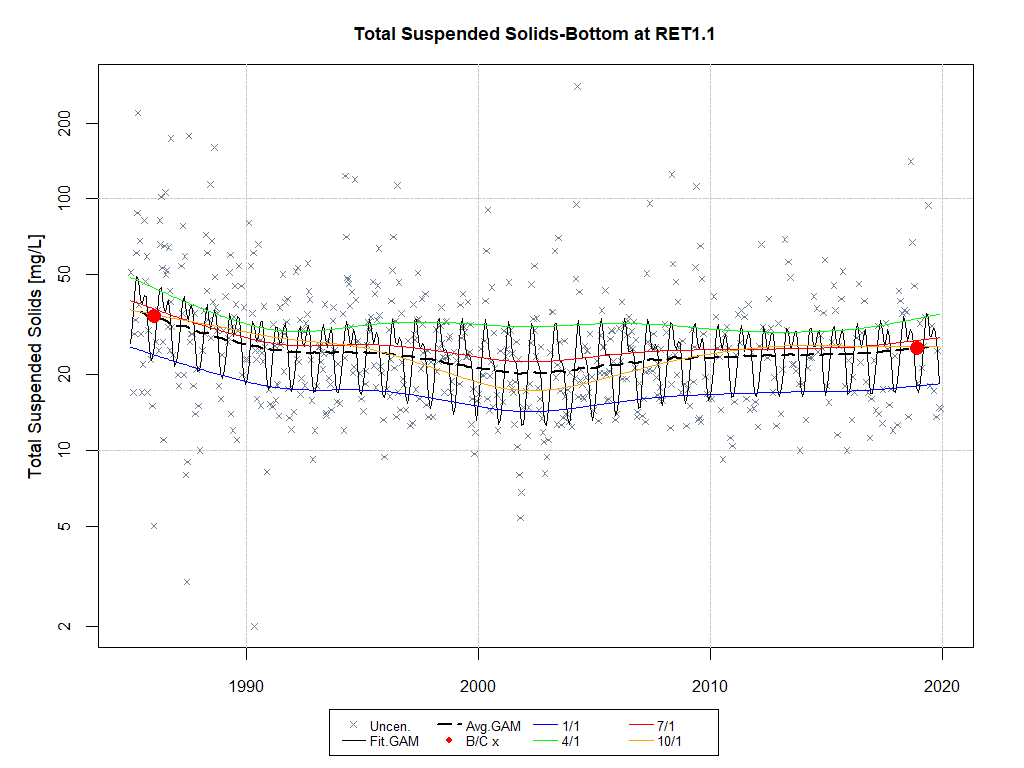 Total Suspended Solids-Bottom at RET1.1
Total Suspended Solids [mg/L]
200
100
50
20
10
5
2
1990 2000 2010 2020
Uncen. Avg.GAM 1/1 7/1
Fit.GAM B/C x 4/1 10/1